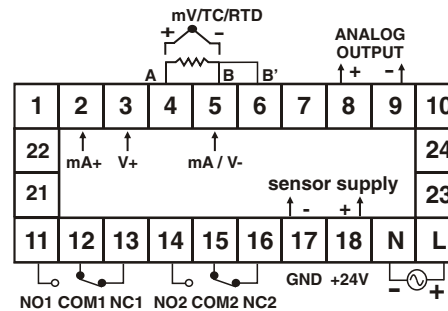 mV/TC/RTD
+ -
ANALOG
OUTPUT
A B B'
+ -
1 2 3 4 5 6 7 8 9 10
22 mA+ V+ mA / V- 24
21 sensor supply 23
- +
11 12 13 14 15 16 17 18 N L
GND +24V - +
NO1 COM1 NC1 NO2 COM2 NC2